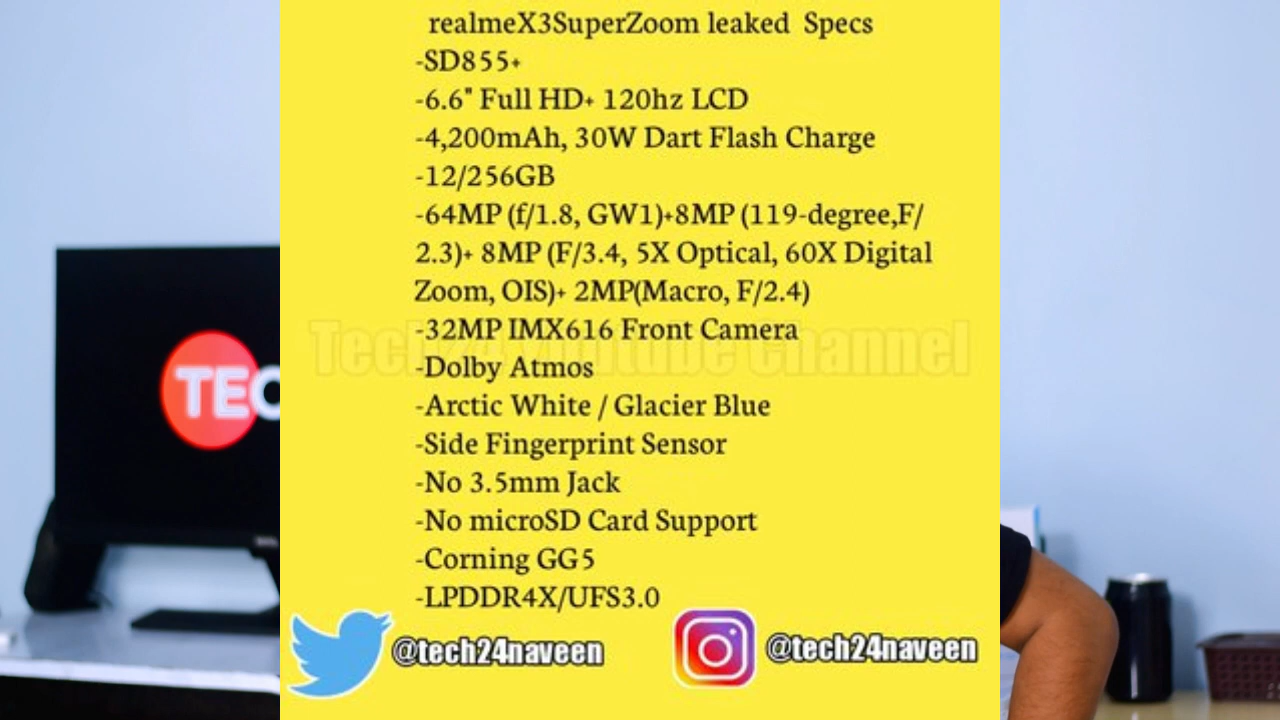 realmeX3SuperZoom leaked Specs
-SD855+
-6.6" Full HD+ 120hz LCD
-4,200mAh, 30W Dart Flash Charge
-12/256GB
-64MP (f/1.8, GW1)+8MP (119-degree,F/
2.3)+ 8MP (F/3.4, 5X Optical, 60X Digital
Zoom, OIS)+ 2MP(Macro, F/2.4)
-32MP IMX616 Front Camera
Tech24 Youtube Channel
TEC
-Dolby Atmos
-Arctic White / Glacier Blue
-Side Fingerprint Sensor
-No 3.5mm Jack
-No microSD Card Support
-Corning GG5
-LPDDR4X/UFS3.0
@tech24naveen
@tech24naveen